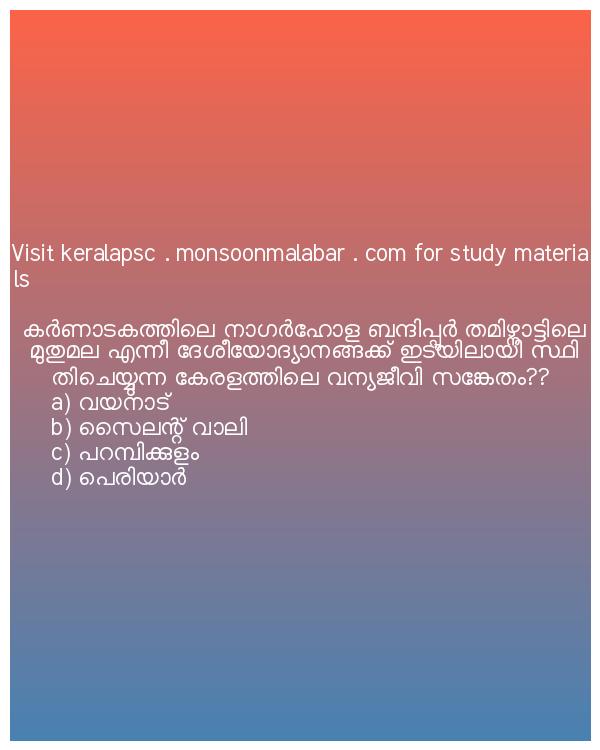 Visit keralapsc . monsoonmalabar . com for study materia
ls
കർണാടകത്തിലെ നാഗർഹോള ബന്ദിപ്പൂർ തമിഴ്നാട്ടിലെ
മുതുമല എന്നീ ദേശീയോദ്യാനങ്ങൾക്ക് ഇടയിലായി സ്ഥി
തിചെയ്യുന്ന കേരളത്തിലെ വന്യജീവി സങ്കേതം??
a) വയനാട്
b) സൈലന്റ് വാലി
c) പറമ്പിക്കുളം
d) പെരിയാർ